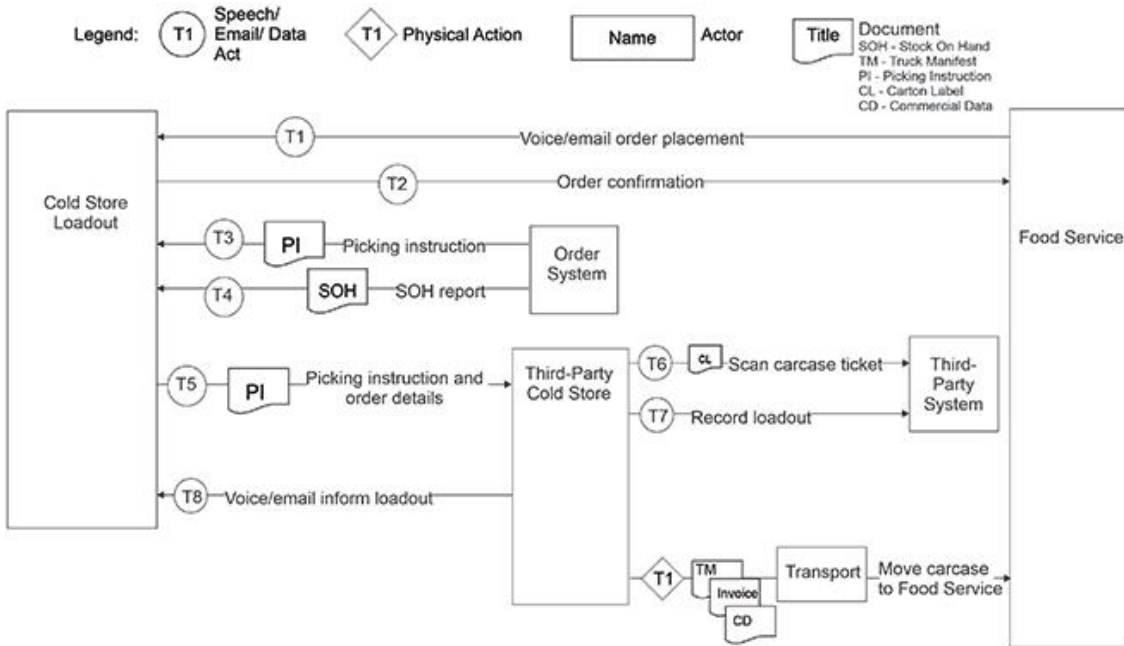 Legend:
T1
Speech/
Email/ Data
Act
T1
Physical Action
Name
Actor
Title
Document
SOH - Stock On Hand
TM - Truck Manifest
PI - Picking Instruction
CL - Carton Label
CD - Commercial Data
Cold Store
Loadout
Food Service
T1
Voice/email order placement
T2
Order confirmation
T3
PI
Picking instruction
Order
System
T4
SOH
SOH report
T5
PI
Picking instruction and
order details
Third-Party
Cold Store
T6
CL
Scan carcase ticket
Third-
Party
System
T7
Record loadout
T8
Voice/email inform loadout
T1
TM
Invoice
CD
Transport
Move carcase
to Food Service